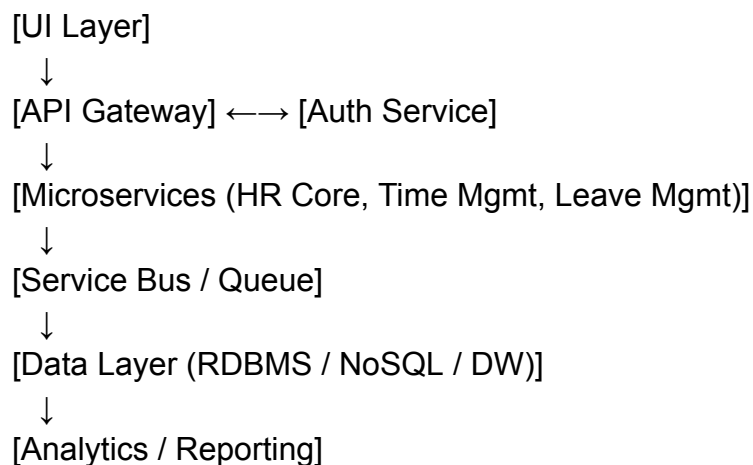 [UI Layer]
↓
[API Gateway] ←→ [Auth Service]
↓
[Microservices (HR Core, Time Mgmt, Leave Mgmt)]
↓
[Service Bus / Queue]
↓
[Data Layer (RDBMS / NoSQL / DW)]
↓
[Analytics / Reporting]